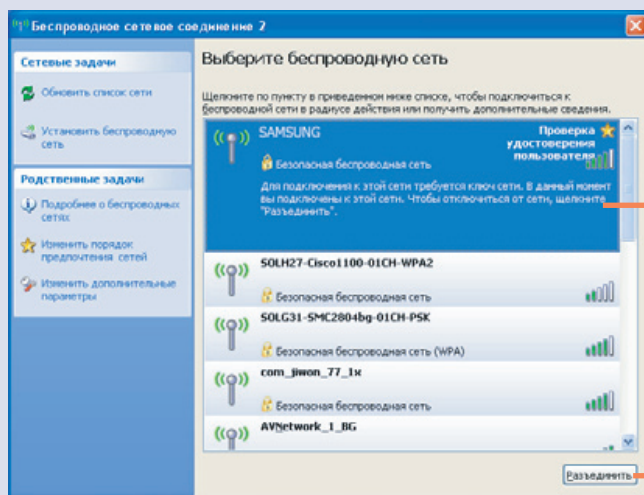 Беспроводное сетевое соединение 2
Сетевые задачи
Обновить список сети
Установить беспроводную
сеть
Родственные задачи
Подробнее о беспроводных
сетях
Изменить порядок
предпочтения сетей
Изменить дополнительные
параметры
Выберите беспроводную сеть
Щелкните по пункту в приведенном ниже списке, чтобы подключиться к
беспроводной сети в радиусе действия или получить дополнительные сведения.
SAMSUNG
Проверка
удостоверения
пользователя
Безопасная беспроводная сеть
Для подключения к этой сети требуется ключ сети. В данный момент
вы подключены к этой сети. Чтобы отключиться от сети, щелкните
"Разъединить".
SOLH27-Cisco1100-01CH-WPA2
Безопасная беспроводная сеть
SOLG31-SMC2804bg-01CH-PSK
Безопасная беспроводная сеть (WPA)
com_jiwon_77_1x
Безопасная беспроводная сеть
AVNetwork_1_BG
Разъединить